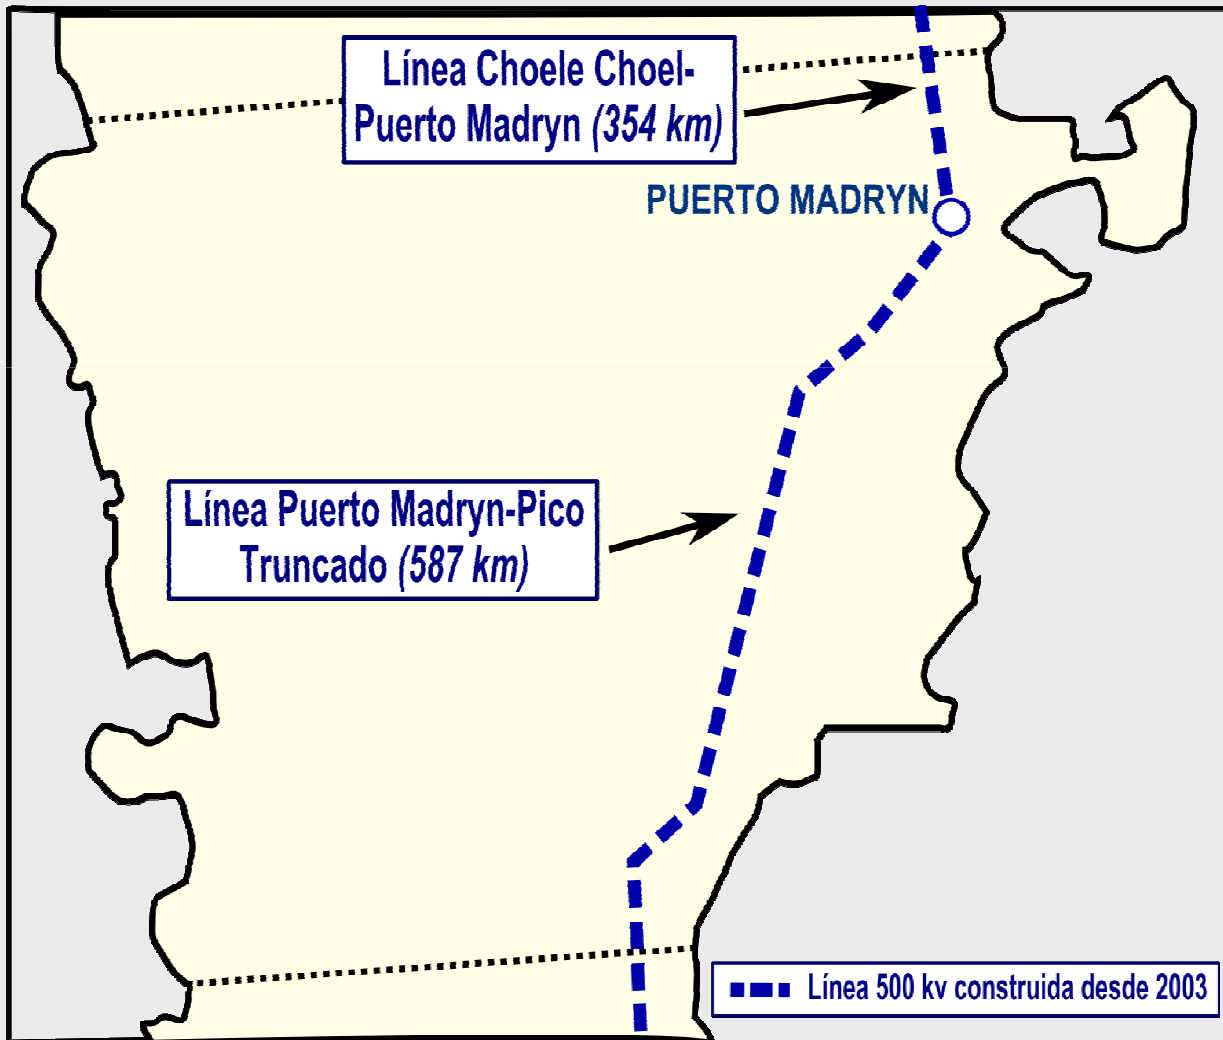 Línea Choele Choel-
Puerto Madryn (354 km)
PUERTO MADRYN
Línea Puerto Madryn-Pico
Truncado (587 km)
Línea 500 kv construida desde 2003